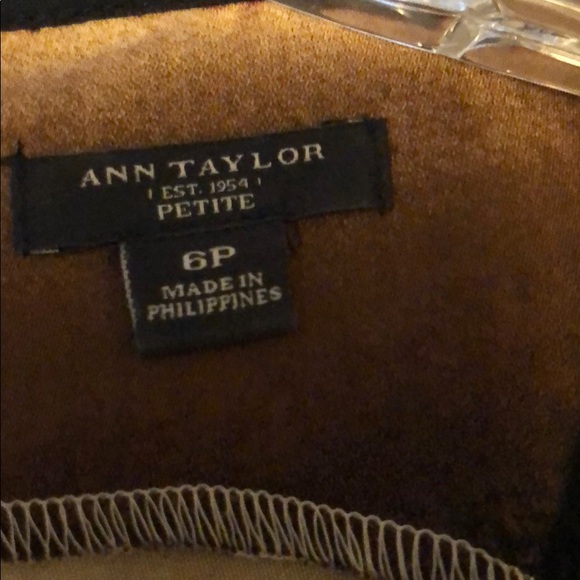 ANN TAYLOR
EST. 1954
PETITE
6P
MADE IN
PHILIPPINES